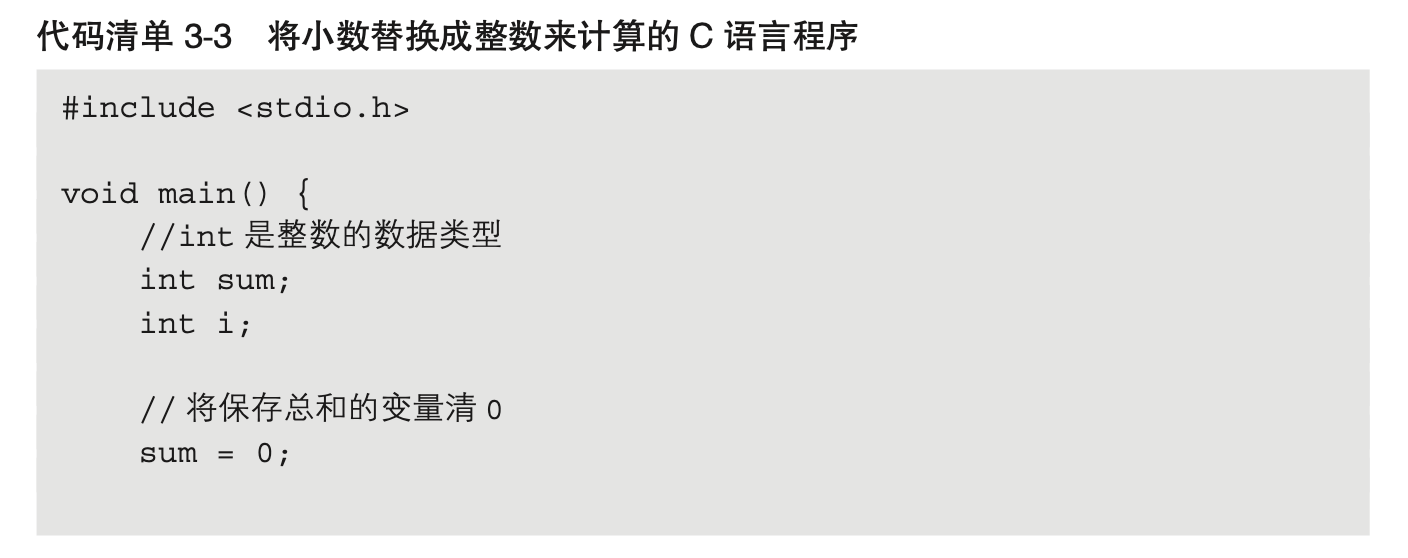 代码清单 3-3 将小数替换成整数来计算的 C 语言程序
#include <stdio.h>
void main() {
//int 是整数的数据类型
int sum;
int i;
// 将保存总和的变量清 0
sum = 0;